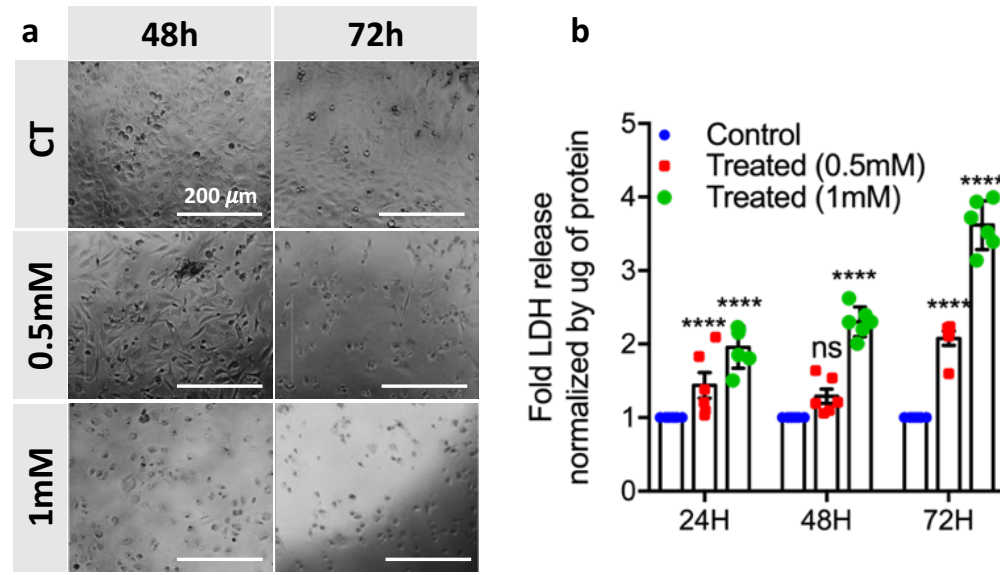 a
48h
72h
CT
200 μm
0.5mM
1mM
b
Fold LDH release
normalized by ug of protein
5
4
3
2
1
0
Control
Treated (0.5mM)
Treated (1mM)
****
****
ns
****
****
****
24H
48H
72H